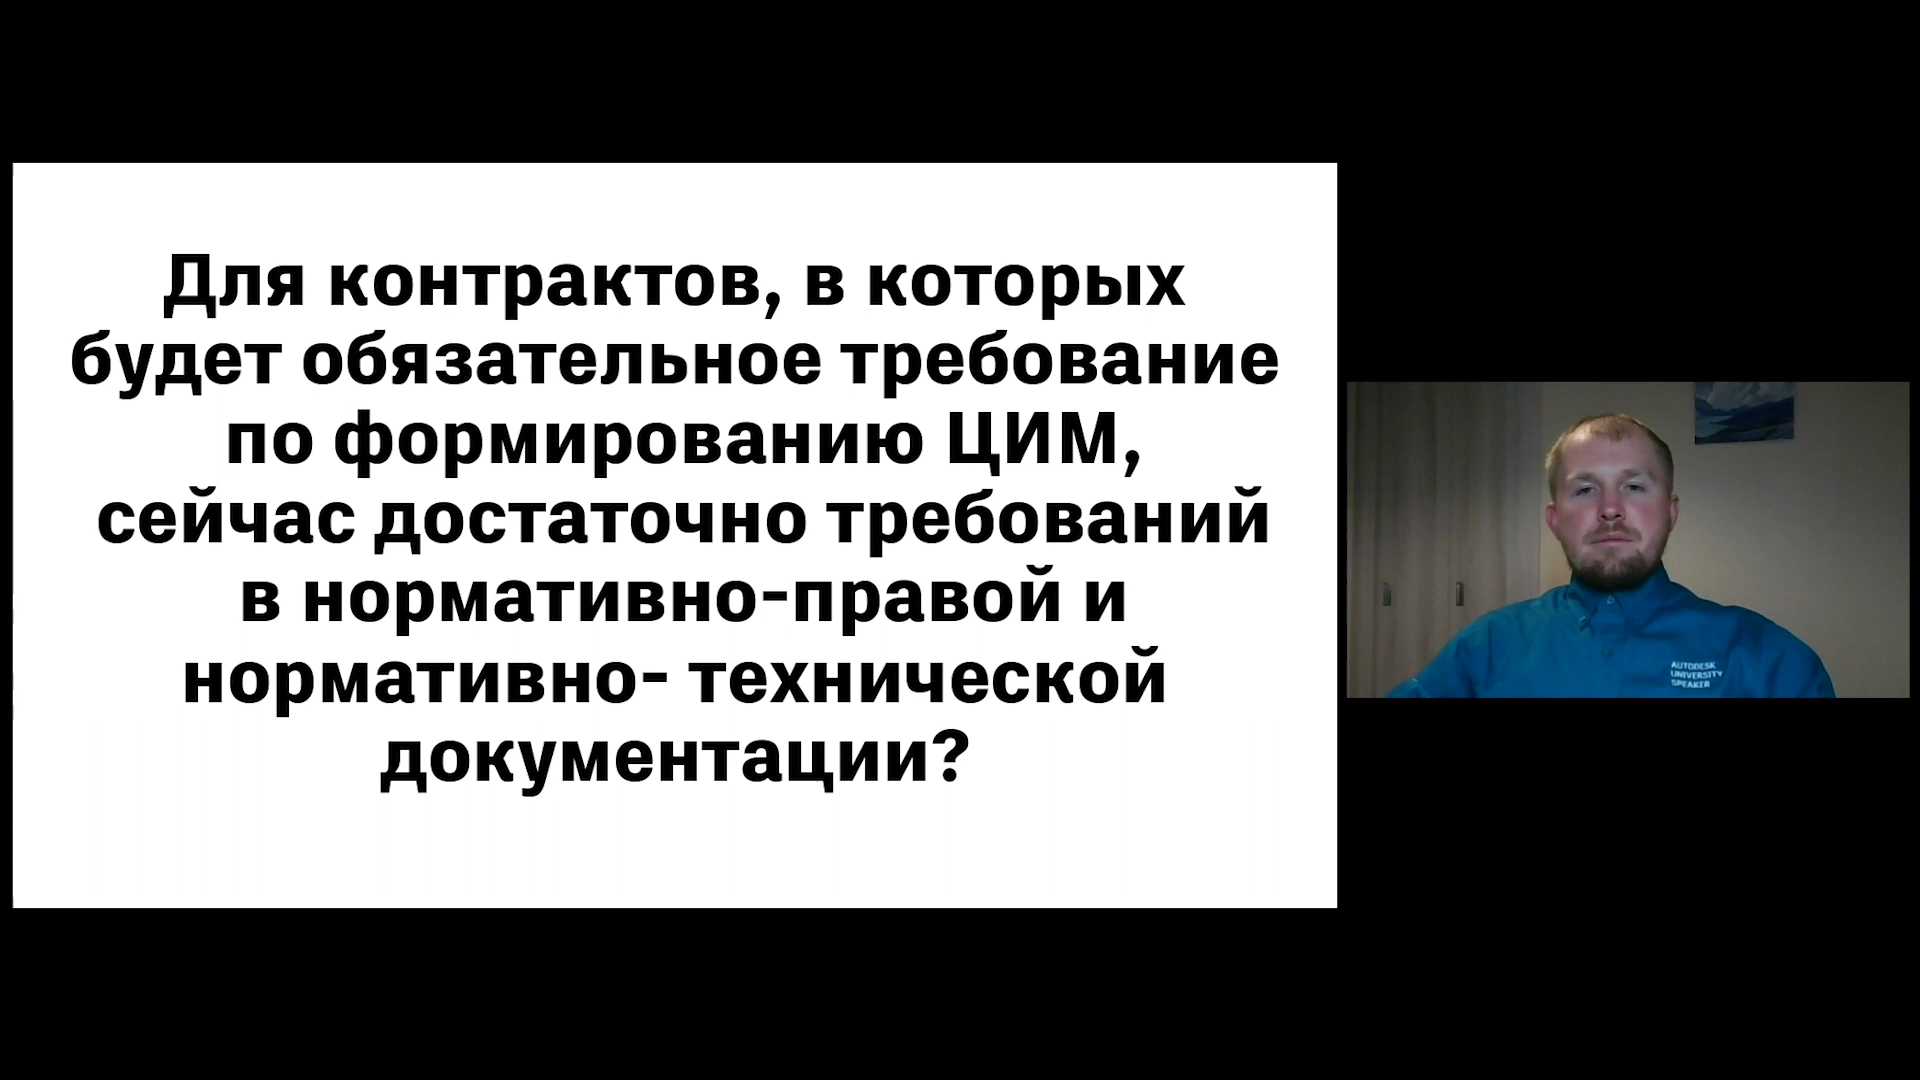 Для контрактов, в которых
будет обязательное требование
по формированию ЦИМ,
сейчас достаточно требований
в нормативно-правой и
нормативно- технической
документации?
AUTODESK
UNIVERSITY
SPEAKER